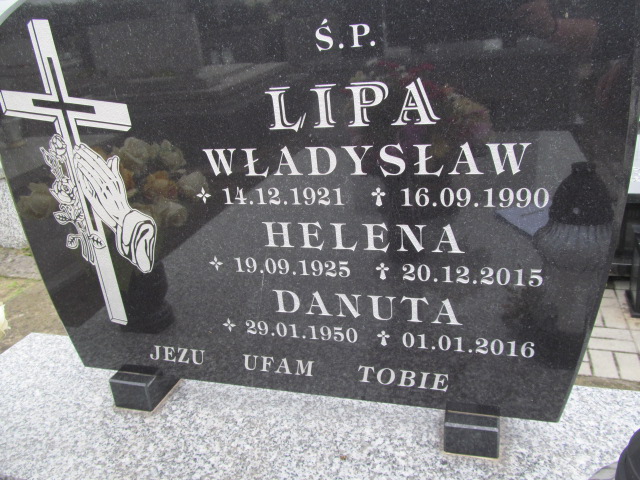 Ś.P.
LIPA
WŁADYSŁAW
14.12.1921 ✝ 16.09.1990
HELENA
19.09.1925 ✝ 20.12.2015
DANUTA
29.01.1950 ✝ 01.01.2016
JEZU UFAM TOBIE